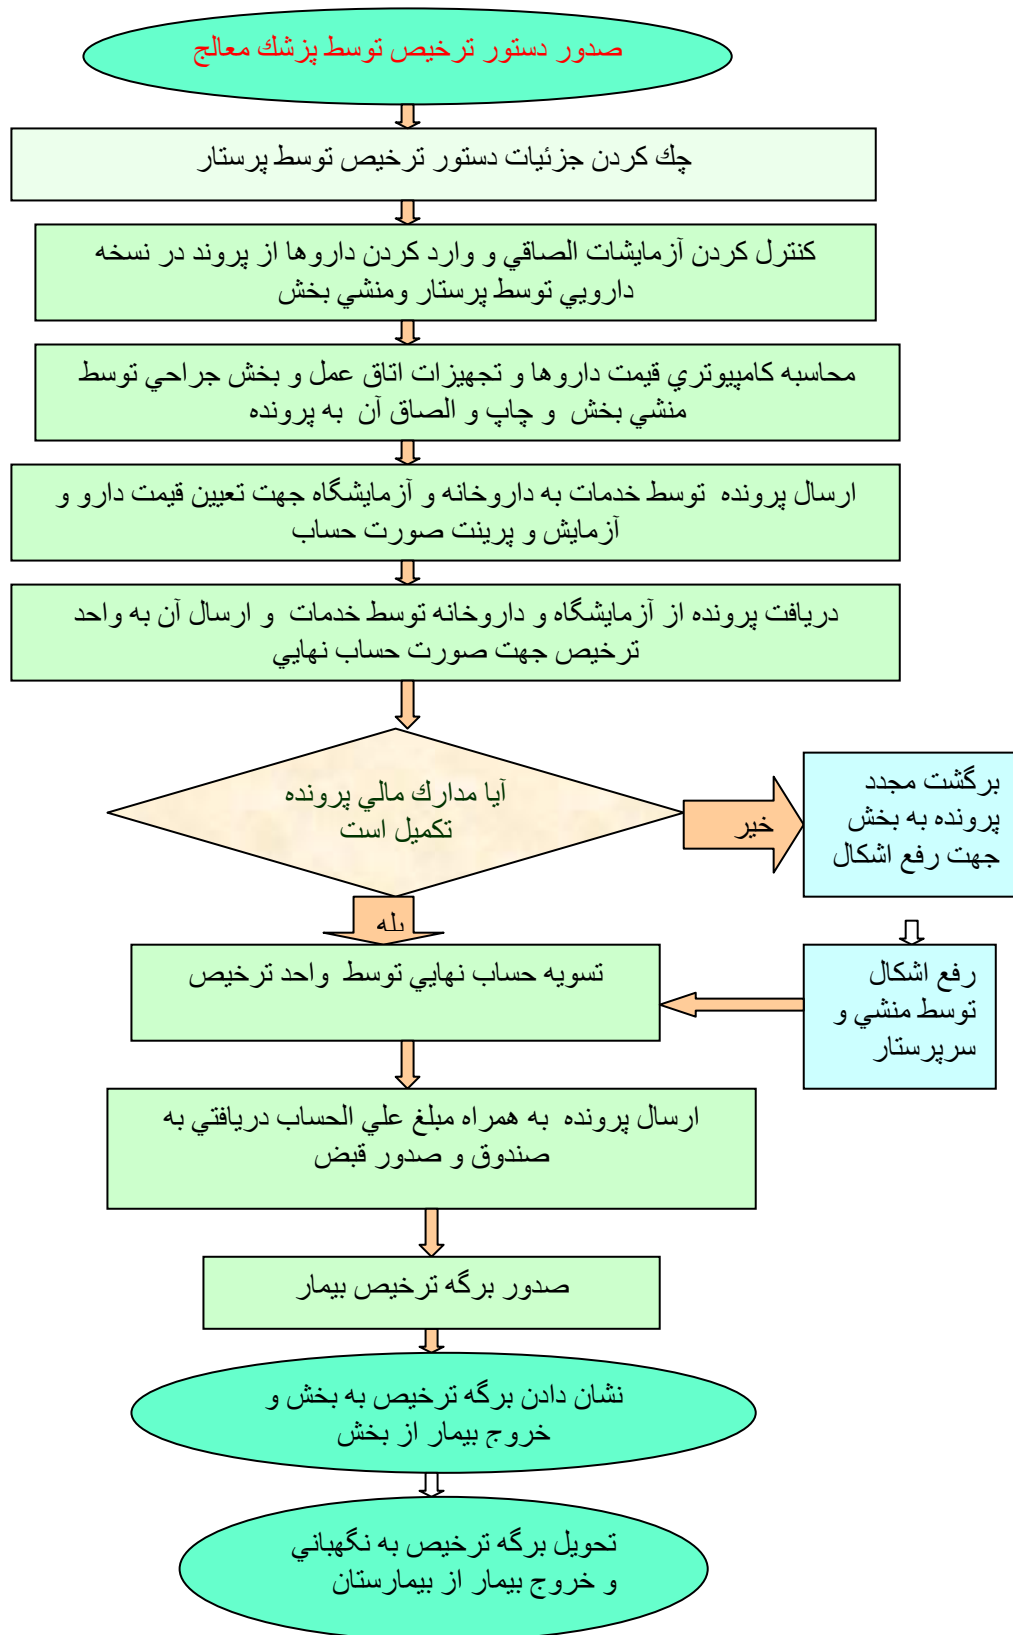 صدور دستور ترخيص توسط پزشك معالج
چك كردن جزئيات دستور ترخيص توسط پرستار
كنترل كردن آزمايشات الصاقي و وارد كردن داروها از پروند در نسخه
دارويي توسط پرستار ومنشي بخش
محاسبه كامپيوتري قيمت داروها و تجهيزات اتاق عمل و بخش جراحي توسط
منشي بخش و چاپ و الصاق آن به پرونده
ارسال پرونده توسط خدمات به داروخانه و آزمايشگاه جهت تعيين قيمت دارو و
آزمايش و پرينت صورت حساب
دريافت پرونده از آزمايشگاه و داروخانه توسط خدمات و ارسال آن به واحد
ترخيص جهت صورت حساب نهايي
آيا مدارك مالي پرونده
تكميل است
خير
برگشت مجدد
پرونده به بخش
جهت رفع اشكال
بله
رفع اشكال
توسط منشي و
سرپرستار
تسويه حساب نهايي توسط واحد ترخيص
ارسال پرونده به همراه مبلغ علي الحساب دريافتي به
صندوق و صدور قبض
صدور برگه ترخيص بيمار
نشان دادن برگه ترخيص به بخش و
خروج بيمار از بخش
تحويل برگه ترخيص به نگهباني
و خروج بيمار از بيمارستان